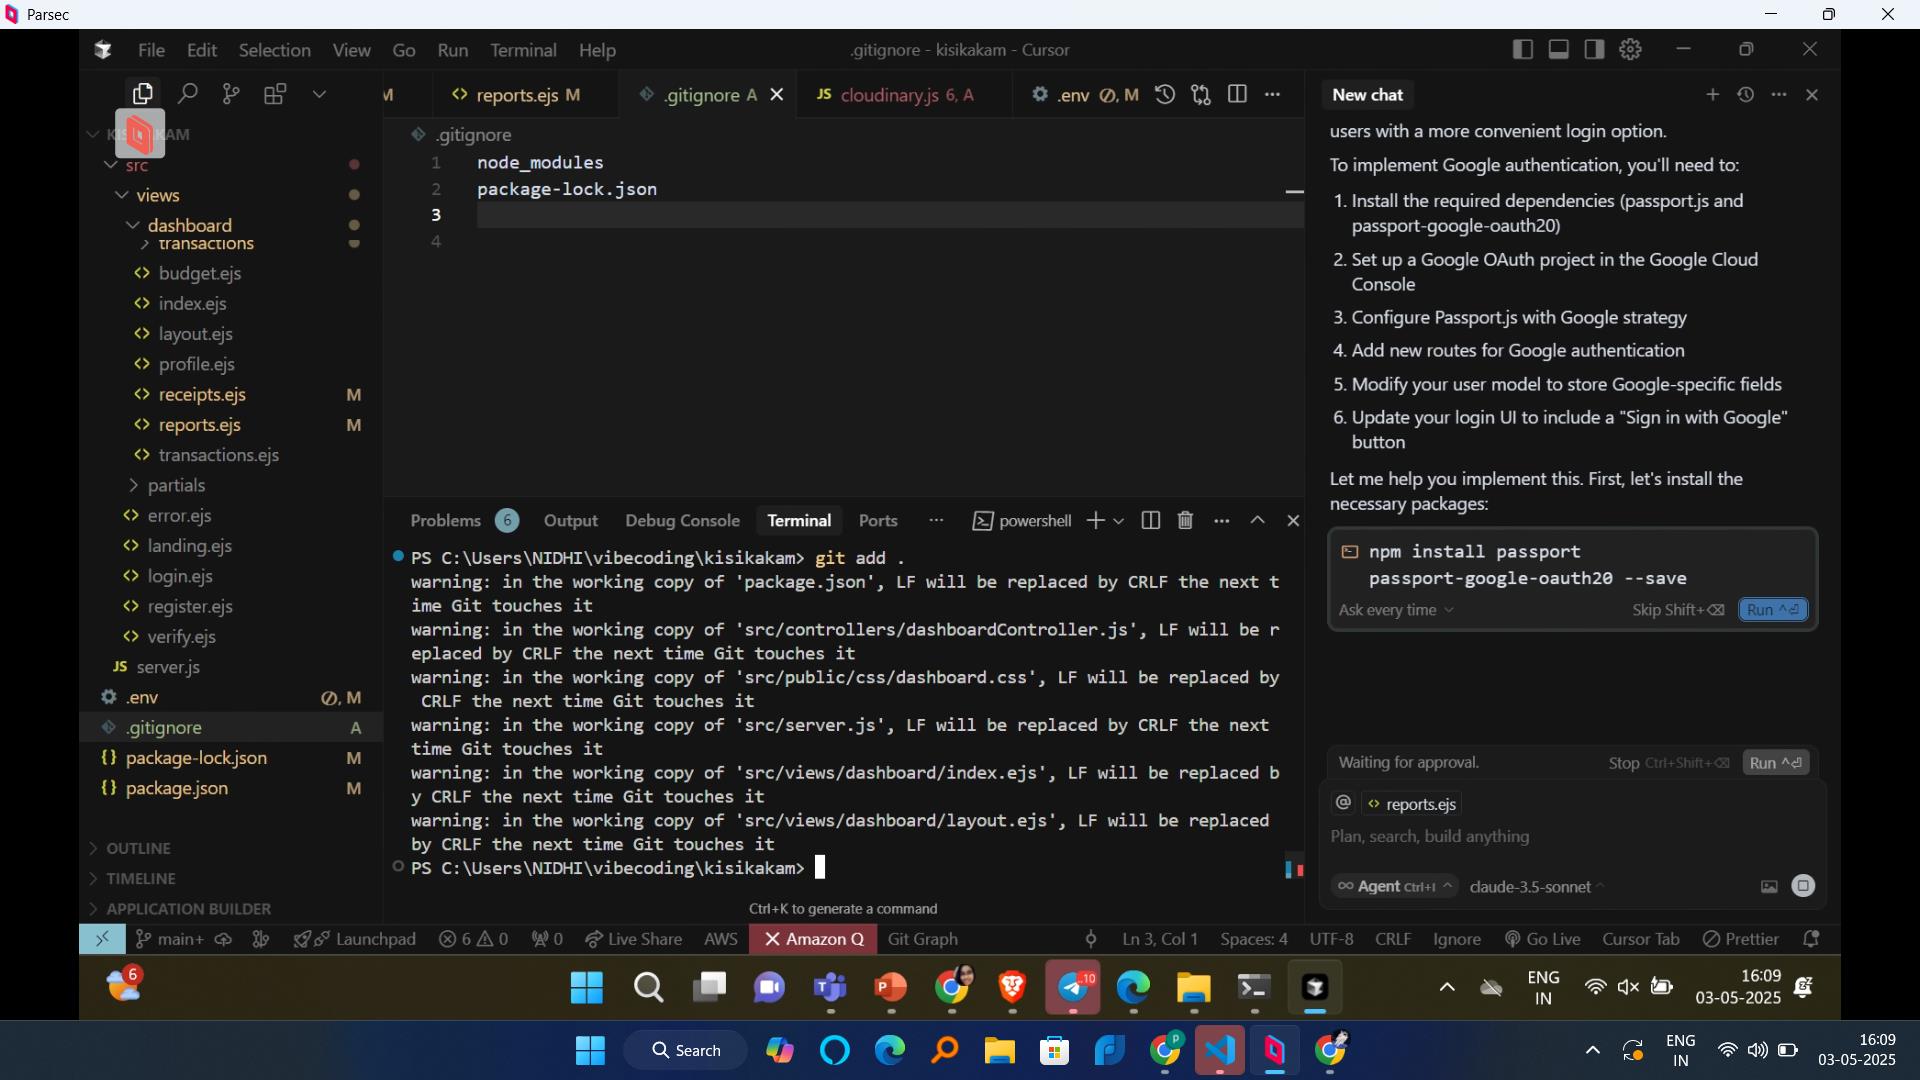 Parsec
File Edit Selection View Go Run Terminal Help
.gitignore - kisikakam - Cursor
M
reports.ejs M
.gitignore A
JS cloudinary.js 6, A
.env M
KAM
src
views
dashboard
transactions
budget.ejs
index.ejs
layout.ejs
profile.ejs
receipts.ejs M
reports.ejs M
transactions.ejs
partials
error.ejs
landing.ejs
login.ejs
register.ejs
verify.ejs
JS server.js
.env , M
.gitignore A
{} package-lock.json M
{} package.json M
OUTLINE
TIMELINE
APPLICATION BUILDER
.gitignore
1 node_modules
2 package-lock.json
3
4
Problems 6 Output Debug Console Terminal Ports ... powershell
PS C:\Users\NIDHI\vibecoding\kisikakam> git add .
warning: in the working copy of 'package.json', LF will be replaced by CRLF the next t
ime Git touches it
warning: in the working copy of 'src/controllers/dashboardController.js', LF will be r
eplaced by CRLF the next time Git touches it
warning: in the working copy of 'src/public/css/dashboard.css', LF will be replaced by
CRLF the next time Git touches it
warning: in the working copy of 'src/server.js', LF will be replaced by CRLF the next
time Git touches it
warning: in the working copy of 'src/views/dashboard/index.ejs', LF will be replaced b
y CRLF the next time Git touches it
warning: in the working copy of 'src/views/dashboard/layout.ejs', LF will be replaced
by CRLF the next time Git touches it
PS C:\Users\NIDHI\vibecoding\kisikakam>
Ctrl+K to generate a command
New chat
users with a more convenient login option.
To implement Google authentication, you'll need to:
1. Install the required dependencies (passport.js and
passport-google-oauth20)
2. Set up a Google OAuth project in the Google Cloud
Console
3. Configure Passport.js with Google strategy
4. Add new routes for Google authentication
5. Modify your user model to store Google-specific fields
6. Update your login UI to include a "Sign in with Google"
button
Let me help you implement this. First, let's install the
necessary packages:
npm install passport
passport-google-oauth20 --save
Ask every time Skip Shift+⌫ Run ^⏎
Waiting for approval. Stop Ctrl+Shift+⌫ Run ^⏎
@ reports.ejs
Plan, search, build anything
∞ Agent Ctrl+I claude-3.5-sonnet
main+ Launchpad 6 0 0 Live Share AWS Amazon Q Git Graph Ln 3, Col 1 Spaces: 4 UTF-8 CRLF Ignore Go Live Cursor Tab Prettier
6
10
ENG
IN
16:09
03-05-2025
Search
P
ENG
IN
16:09
03-05-2025